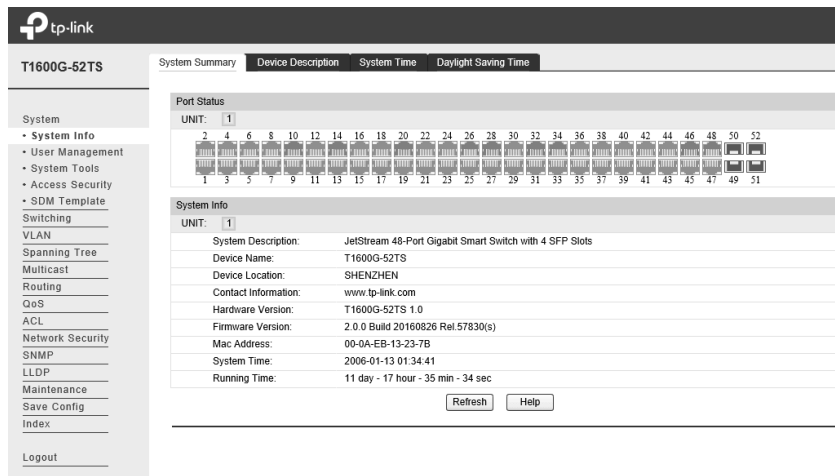 tp-link
T1600G-52TS
System Summary Device Description System Time Daylight Saving Time
System
• System Info
• User Management
• System Tools
• Access Security
• SDM Template
Switching
VLAN
Spanning Tree
Multicast
Routing
QoS
ACL
Network Security
SNMP
LLDP
Maintenance
Save Config
Index
Logout
Port Status
UNIT: 1
2 4 6 8 10 12 14 16 18 20 22 24 26 28 30 32 34 36 38 40 42 44 46 48 50 52
1 3 5 7 9 11 13 15 17 19 21 23 25 27 29 31 33 35 37 39 41 43 45 47 49 51
System Info
UNIT: 1
System Description: JetStream 48-Port Gigabit Smart Switch with 4 SFP Slots
Device Name: T1600G-52TS
Device Location: SHENZHEN
Contact Information: www.tp-link.com
Hardware Version: T1600G-52TS 1.0
Firmware Version: 2.0.0 Build 20160826 Rel.57830(s)
Mac Address: 00-0A-EB-13-23-7B
System Time: 2006-01-13 01:34:41
Running Time: 11 day - 17 hour - 35 min - 34 sec
Refresh Help